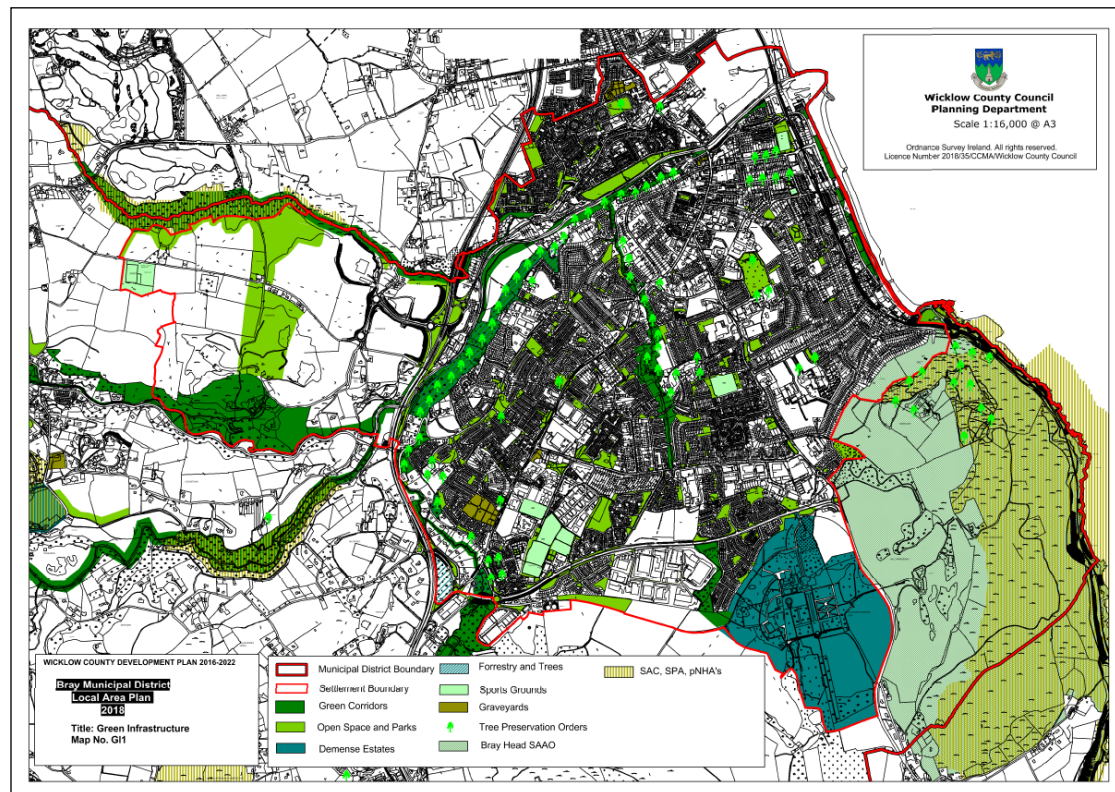 Wicklow County Council
Planning Department
Scale 1:16,000 @ A3
Ordnance Survey Ireland. All rights reserved.
Licence Number 2018/35/CCMA/Wicklow County Council
WICKLOW COUNTY DEVELOPMENT PLAN 2016-2022
Bray Municipal District
Local Area Plan
2018
Title: Green Infrastructure
Map No. GI1
Municipal District Boundary
Settlement Boundary
Green Corridors
Open Space and Parks
Demense Estates
Forrestry and Trees
Sports Grounds
Graveyards
Tree Preservation Orders
Bray Head SAAO
SAC, SPA, pNHA's